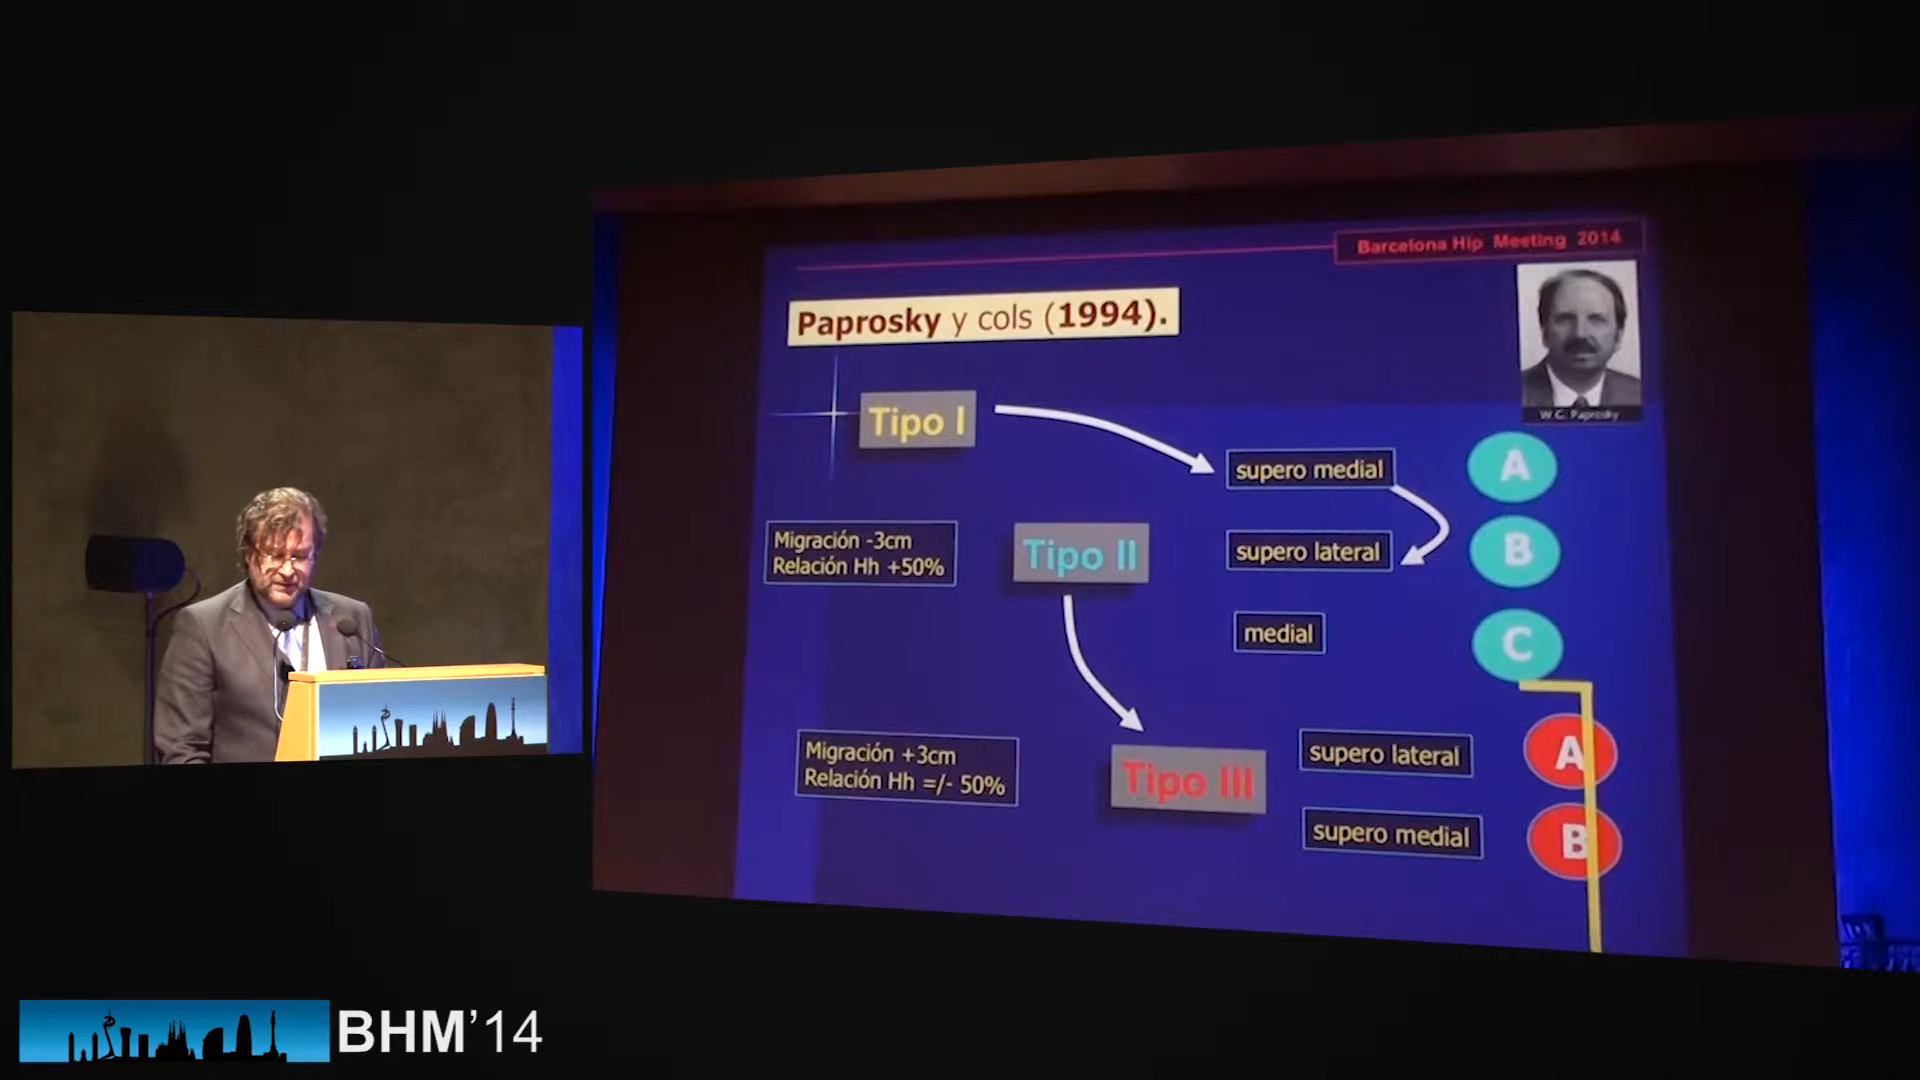 Barcelona Hip Meeting 2014
Paprosky y cols (1994).
W.G. Paprosky
Tipo I
supero medial
A
Migración -3cm
Relación Hh +50%
Tipo II
supero lateral
B
medial
C
Migración +3cm
Relación Hh =/- 50%
Tipo III
supero lateral
A
supero medial
B
BHM'14